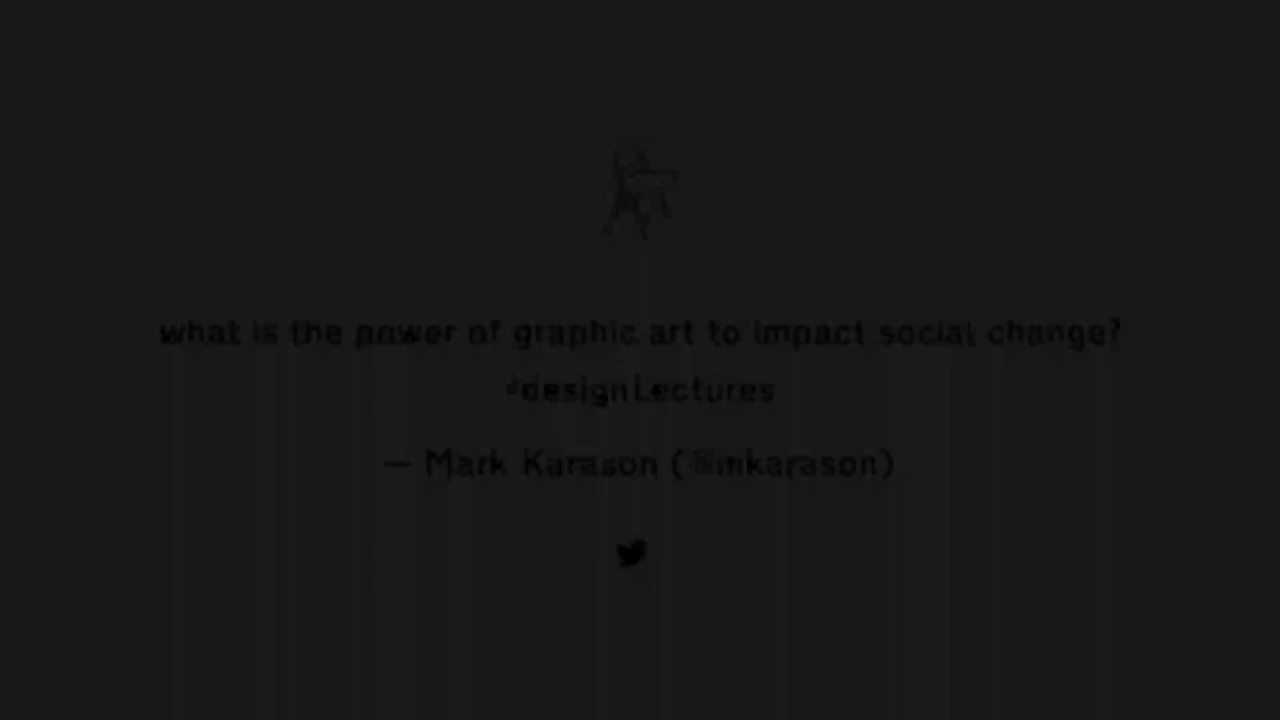 what is the power of graphic art to impact social change?
#designLectures
— Mark Karason (@mkarason)